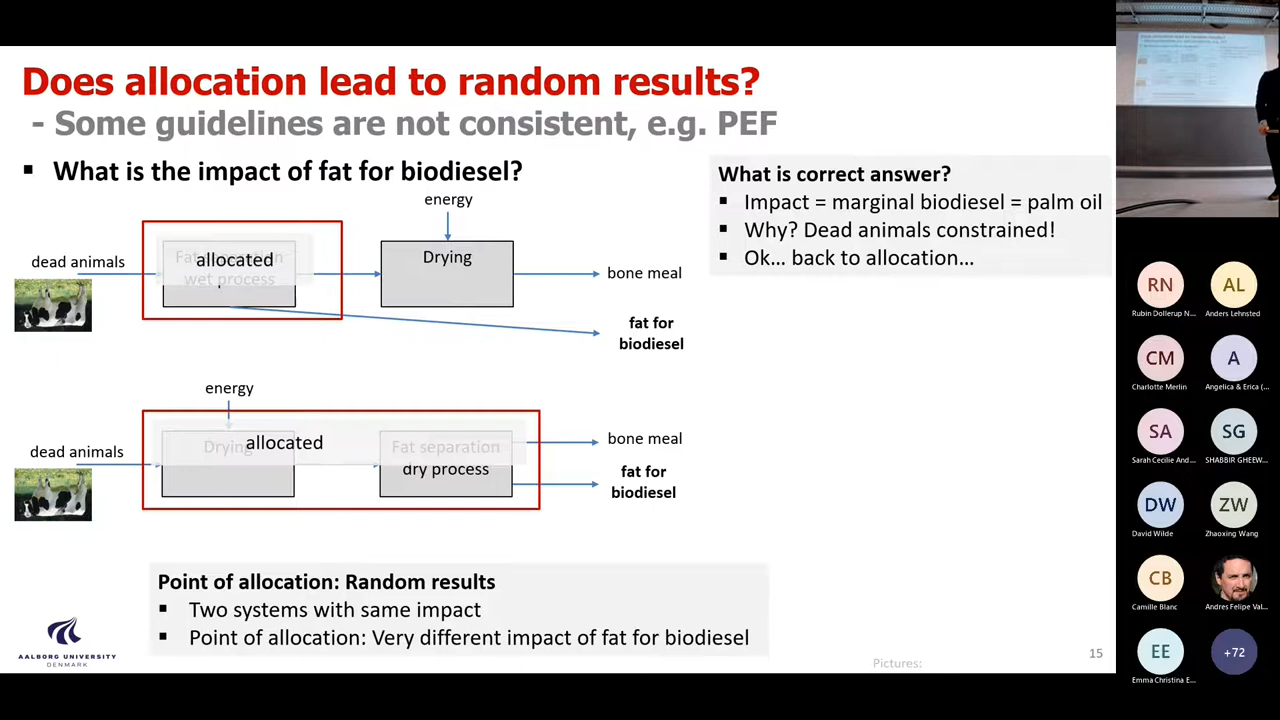 Does allocation lead to random results?
- Some guidelines are not consistent, e.g. PEF
▪ What is the impact of fat for biodiesel?
energy
dead animals
Fat separation
allocated
wet process
Drying
bone meal
fat for
biodiesel
energy
dead animals
Drying
allocated
Fat separation
dry process
bone meal
fat for
biodiesel
What is correct answer?
▪ Impact = marginal biodiesel = palm oil
▪ Why? Dead animals constrained!
▪ Ok... back to allocation...
Point of allocation: Random results
▪ Two systems with same impact
▪ Point of allocation: Very different impact of fat for biodiesel
AALBORG UNIVERSITY
DENMARK
Pictures:
15
RN
Rubin Dollerup N...
AL
Anders Lehnsted
CM
Charlotte Merlin
A
Angelica & Erica (...
SA
Sarah Cecilie And...
SG
SHABBIR GHEEW...
DW
David Wilde
ZW
Zhaoxing Wang
CB
Camille Blanc
Andres Felipe Val...
EE
Emma Christina E...
+72